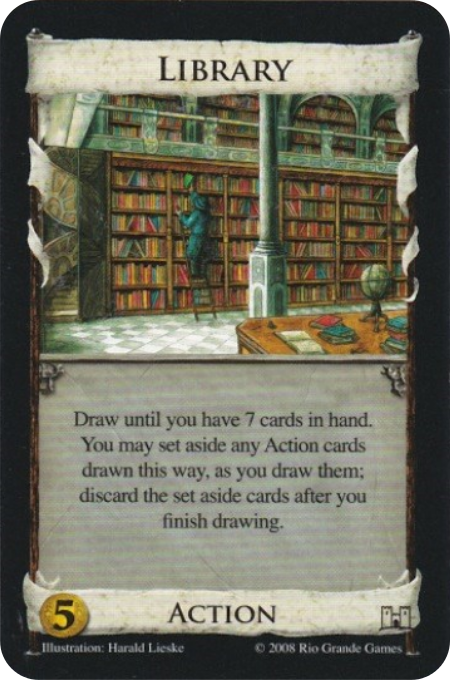 LIBRARY
Draw until you have 7 cards in hand.
You may set aside any Action cards
drawn this way, as you draw them;
discard the set aside cards after you
finish drawing.
5 ACTION
Illustration: Harald Lieske © 2008 Rio Grande Games